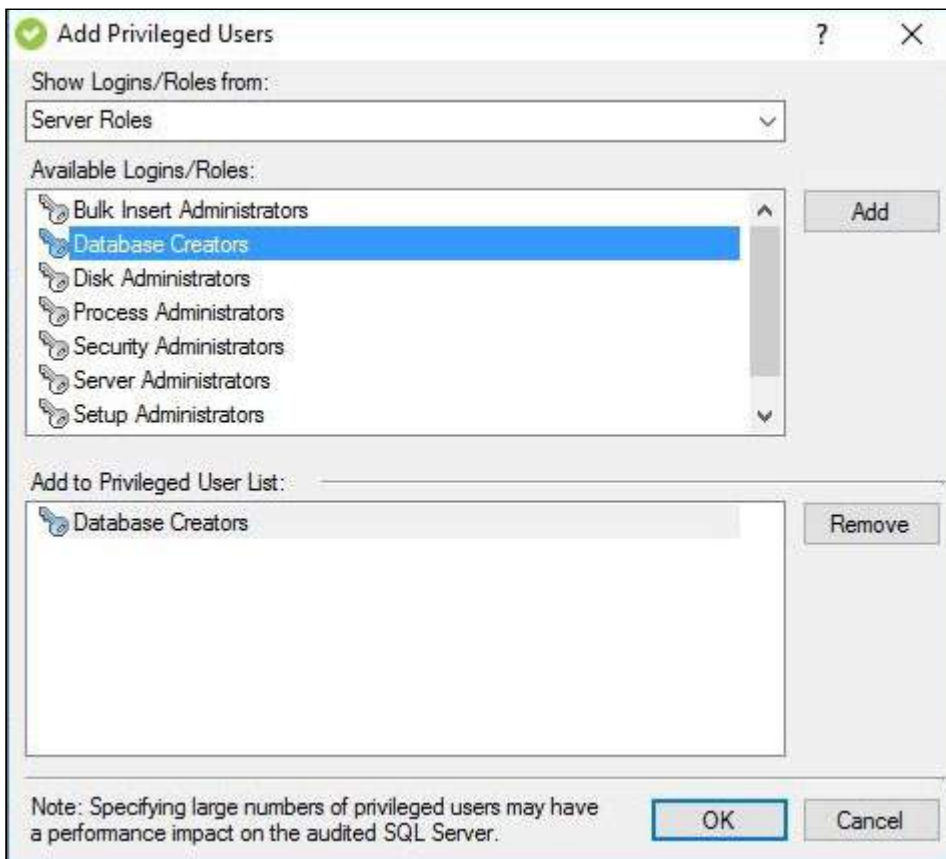 Add Privileged Users
?
Show Logins/Roles from:
Server Roles
Available Logins/Roles:
Bulk Insert Administrators
Add
Database Creators
Disk Administrators
Process Administrators
Security Administrators
Server Administrators
Setup Administrators
Add to Privileged User List:
Database Creators
Remove
Note: Specifying large numbers of privileged users may have
a performance impact on the audited SQL Server.
OK
Cancel